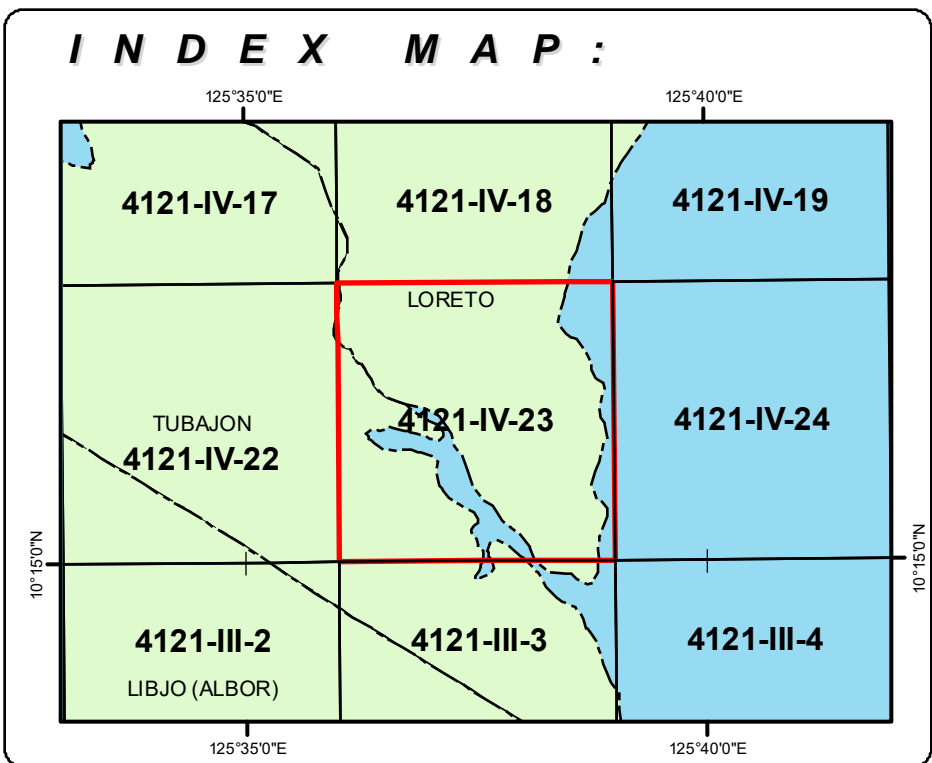 INDEX MAP:
125°35'0"E 125°40'0"E
4121-IV-17 4121-IV-18 4121-IV-19
LORETO
TUBAJON
4121-IV-22 4121-IV-23 4121-IV-24
10°15'0"N 10°15'0"N
4121-III-2 4121-III-3 4121-III-4
LIBJO (ALBOR)
125°35'0"E 125°40'0"E